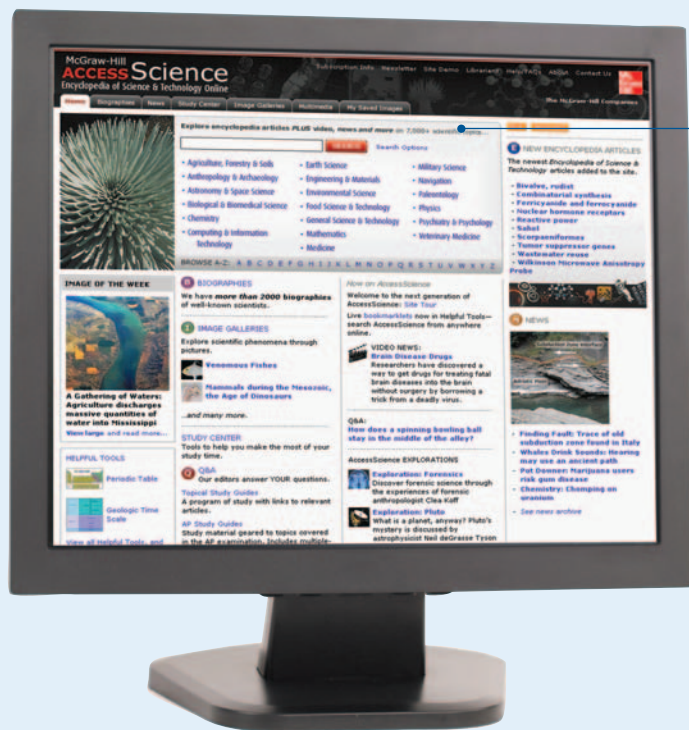 McGraw-Hill
ACCESS Science
Encyclopedia of Science & Technology Online
Subscription Info Newsletter Site Demo Librarians Help/FAQs About Contact Us
The McGraw-Hill Companies
Home Biographies News Study Center Image Galleries Multimedia My Saved Images
Explore encyclopedia articles PLUS video, news and more on 7,000+ scientific topics...
SEARCH Search Options
• Agriculture, Forestry & Soils
• Anthropology & Archaeology
• Astronomy & Space Science
• Biological & Biomedical Science
• Chemistry
• Computing & Information
Technology
• Earth Science
• Engineering & Materials
• Environmental Science
• Food Science & Technology
• General Science & Technology
• Mathematics
• Medicine
• Military Science
• Navigation
• Paleontology
• Physics
• Psychiatry & Psychology
• Veterinary Medicine
BROWSE A-Z: A B C D E F G H I J K L M N O P Q R S T U V W X Y Z
E NEW ENCYCLOPEDIA ARTICLES
The newest Encyclopedia of Science &
Technology articles added to the site.
• Bivalve, rudist
• Combinatorial synthesis
• Ferricyanide and ferrocyanide
• Nuclear hormone receptors
• Reactive power
• Sahel
• Scorpaeniformes
• Tumor suppressor genes
• Wastewater reuse
• Wilkinson Microwave Anisotropy
Probe
IMAGE OF THE WEEK
A Gathering of Waters:
Agriculture discharges
massive quantities of
water into Mississippi
View large and read more...
HELPFUL TOOLS
Periodic Table
Geologic Time
Scale
View all Helpful Tools, and
B BIOGRAPHIES
We have more than 2000 biographies
of well-known scientists.
I IMAGE GALLERIES
Explore scientific phenomena through
pictures.
Venomous Fishes
Mammals during the Mesozoic,
the Age of Dinosaurs
...and many more.
STUDY CENTER
Tools to help you make the most of your
study time.
Q Q&A
Our editors answer YOUR questions.
Topical Study Guides
A program of study with links to relevant
articles.
AP Study Guides
Study material geared to topics covered
in the AP examination. Includes multiple-
Now on AccessScience
Welcome to the next generation of
AccessScience: Site Tour
Live bookmarklets now in Helpful Tools—
search AccessScience from anywhere
online.
VIDEO NEWS:
Brain Disease Drugs
Researchers have discovered a
way to get drugs for treating fatal
brain diseases into the brain
without surgery by borrowing a
trick from a deadly virus.
Q&A:
How does a spinning bowling ball
stay in the middle of the alley?
AccessScience EXPLORATIONS
Exploration: Forensics
Discover forensic science through
the experiences of forensic
anthropologist Clea Koff
Exploration: Pluto
What is a planet, anyway? Pluto's
mystery is discussed by
astrophysicist Neil deGrasse Tyson
N NEWS
• Finding Fault: Trace of old
subduction zone found in Italy
• Whales Drink Sounds: Hearing
may use an ancient path
• Pot Downer: Marijuana users
risk gum disease
• Chemistry: Chomping on
uranium
• See news archive